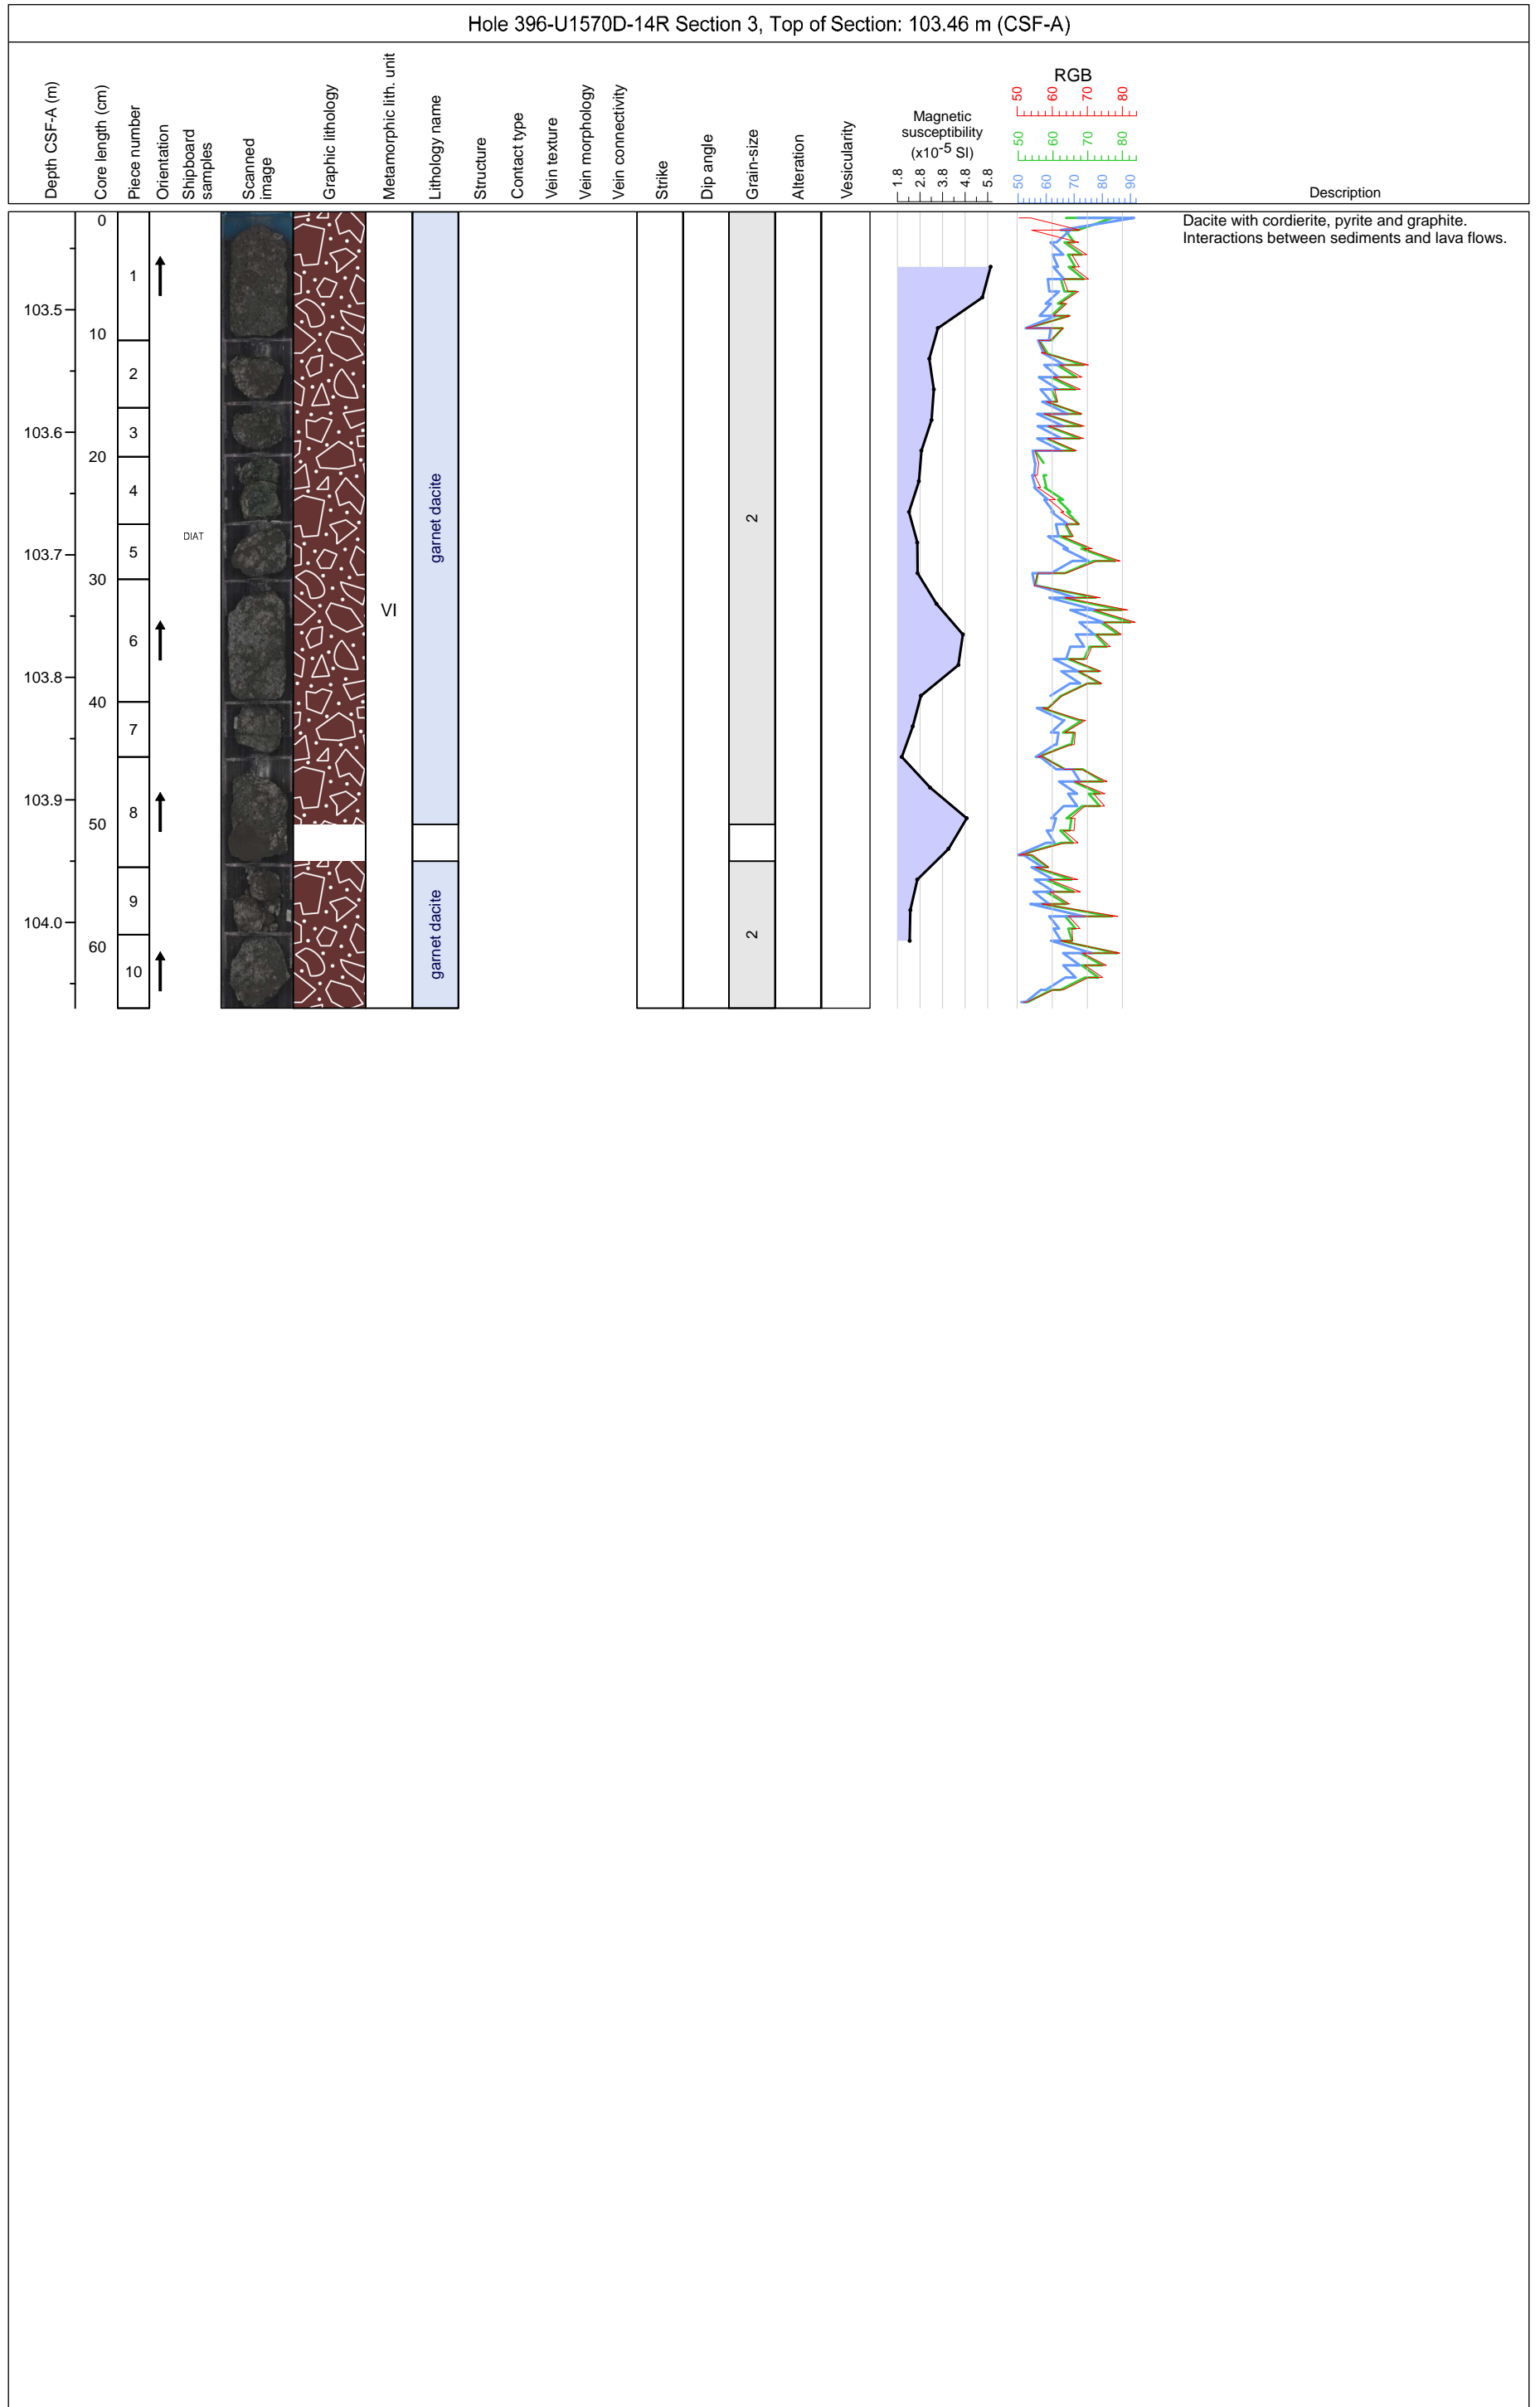 Hole 396-U1570D-14R Section 3, Top of Section: 103.46 m (CSF-A)
Depth CSF-A (m)
Core length (cm)
Piece number
Orientation
Shipboard
samples
Scanned
image
Graphic lithology
Metamorphic lith. unit
Lithology name
Structure
Contact type
Vein texture
Vein morphology
Vein connectivity
Strike
Dip angle
Grain-size
Alteration
Vesicularity
Magnetic
susceptibility
(x10-5 SI)
1.8 2.8 3.8 4.8 5.8
RGB
50 60 70 80
50 60 70 80
50 60 70 80 90
Description
103.5
103.6
103.7
103.8
103.9
104.0
0
10
20
30
40
50
60
1
2
3
4
5
6
7
8
9
10
DIAT
VI
garnet dacite
garnet dacite
2
2
Dacite with cordierite, pyrite and graphite.
Interactions between sediments and lava flows.